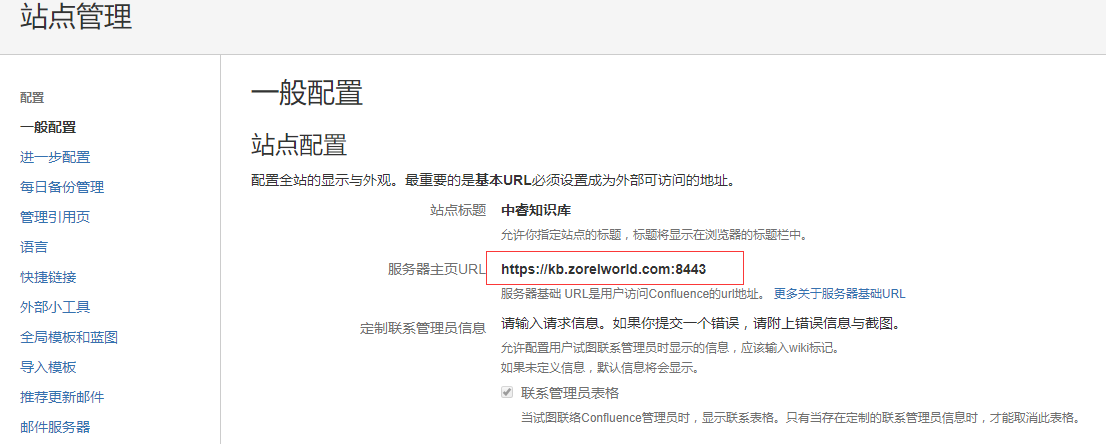 站点管理
配置
一般配置
进一步配置
每日备份管理
管理引用页
语言
快捷链接
外部小工具
全局模板和蓝图
导入模板
推荐更新邮件
邮件服务器
一般配置
站点配置
配置全站的显示与外观。最重要的是基本URL必须设置成为外部可访问的地址。
站点标题 中睿知识库
允许你指定站点的标题，标题将显示在浏览器的标题栏中。
服务器主页URL https://kb.zorelworld.com:8443
服务器基础 URL是用户访问Confluence的url地址。 更多关于服务器基础URL
定制联系管理员信息 请输入请求信息。如果你提交一个错误，请附上错误信息与截图。
允许配置用户试图联系管理员时显示的信息，应该输入wiki标记。
如果未定义信息，默认信息将会显示。
联系管理员表格
当试图联络Confluence管理员时，显示联系表格。只有当存在定制的联系管理员信息时，才能取消此表格。